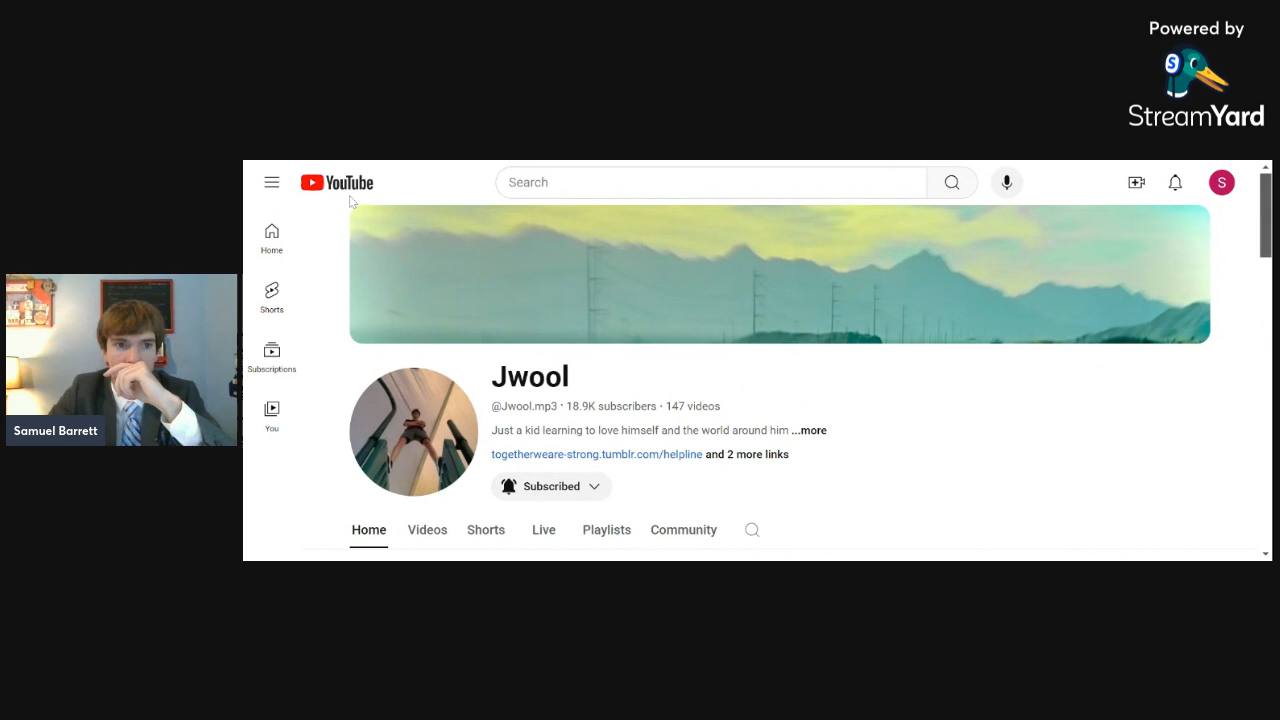 Powered by
S
StreamYard
YouTube
Search
S
Home
Shorts
Subscriptions
You
Jwool
@Jwool.mp3 · 18.9K subscribers · 147 videos
Just a kid learning to love himself and the world around him ...more
togetherweare-strong.tumblr.com/helpline and 2 more links
Subscribed
Home Videos Shorts Live Playlists Community
Samuel Barrett